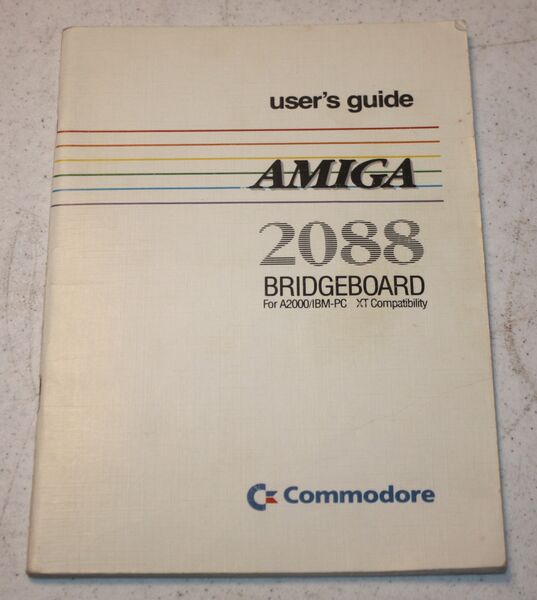 user's guide
AMIGA
2088
BRIDGEBOARD
For A2000/IBM-PC XT Compatibility
Commodore